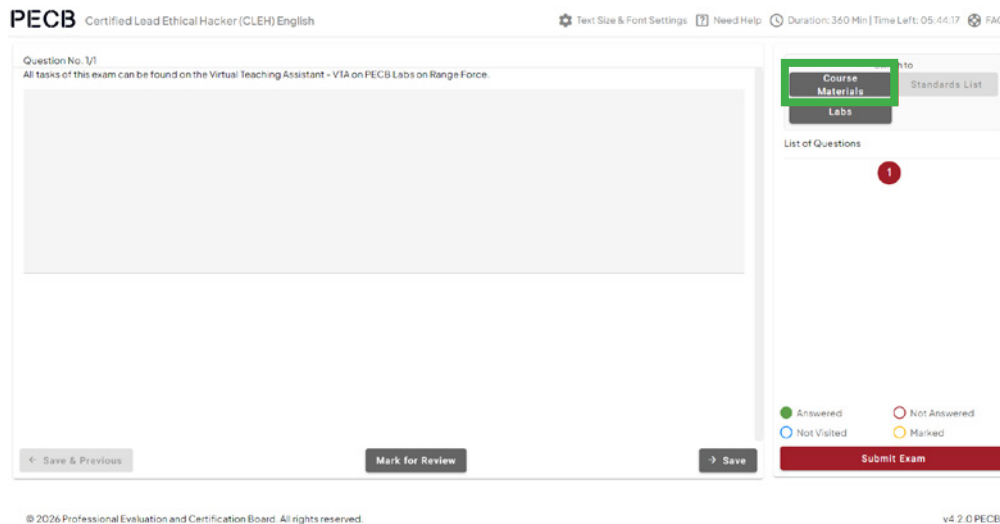 PECB Certified Lead Ethical Hacker (CLEH) English
Text Size & Font Settings Need Help Duration: 360 Min | Time Left: 05:44:17 FAQ
Question No. 1/1
All tasks of this exam can be found on the Virtual Teaching Assistant - VTA on PECB Labs on Range Force.
to
Course
Materials
Standards List
Labs
List of Questions
1
Answered Not Answered
Not Visited Marked
← Save & Previous Mark for Review → Save Submit Exam
© 2026 Professional Evaluation and Certification Board. All rights reserved. v4.2.0 PECB